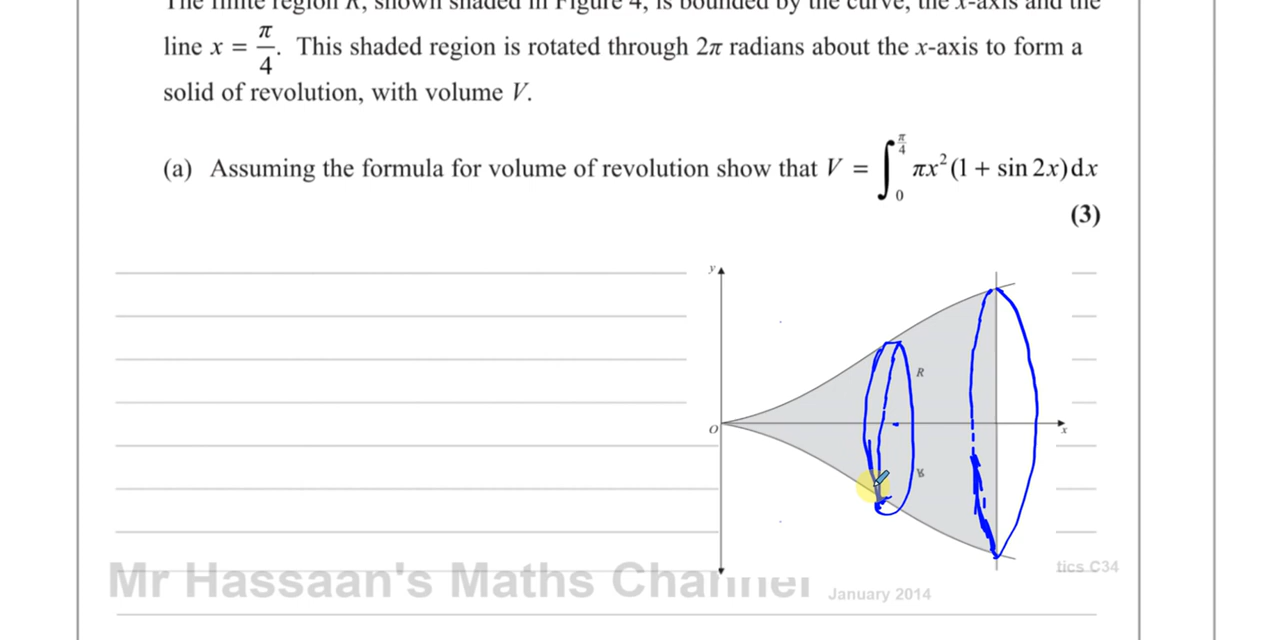 The finite region R, shown shaded in Figure 4, is bounded by the curve, the x-axis and the
line x = π/4. This shaded region is rotated through 2π radians about the x-axis to form a
solid of revolution, with volume V.
(a) Assuming the formula for volume of revolution show that V = ∫₀^{π/4} πx²(1 + sin 2x)dx
(3)
y
R
O
x
R
tics C34
Mr Hassaan's Maths Channel
January 2014